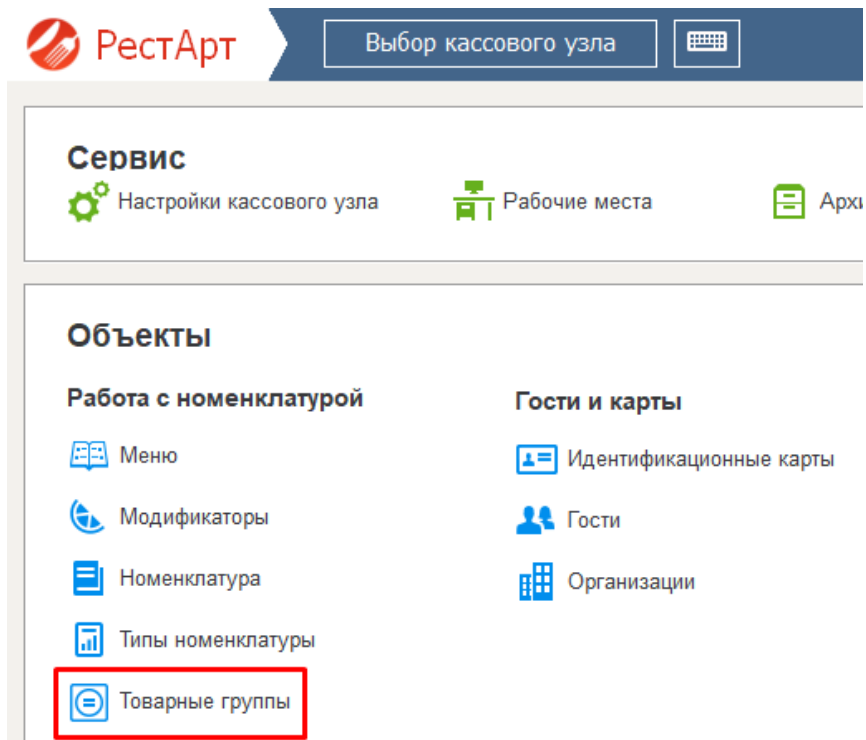 РестАрт
Выбор кассового узла
Сервис
Настройки кассового узла
Рабочие места
Объекты
Работа с номенклатурой
Меню
Модификаторы
Номенклатура
Типы номенклатуры
Товарные группы
Гости и карты
Идентификационные карты
Гости
Организации